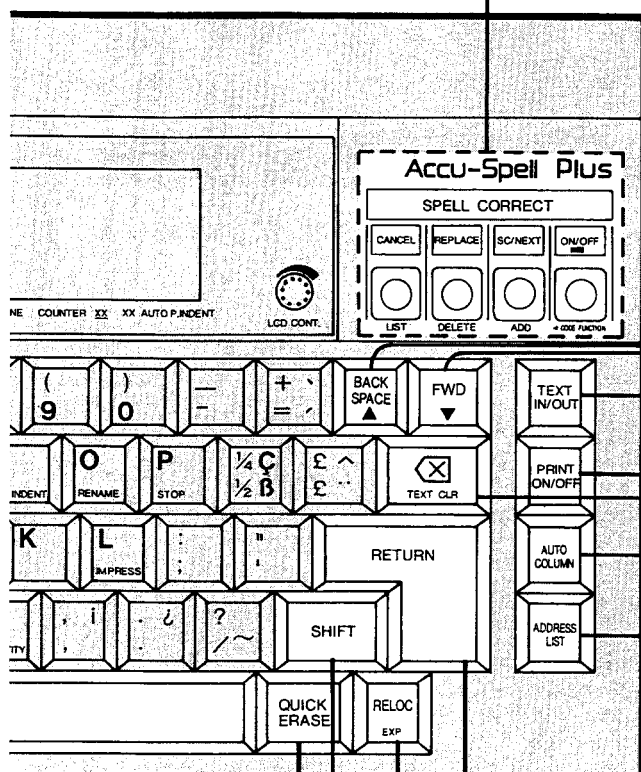 Accu-Spell Plus
SPELL CORRECT
CANCEL REPLACE SC/NEXT ON/OFF
LIST DELETE ADD ◄ CODE FUNCTION
NE COUNTER XX XX AUTO P.INDENT
LCD CONT.
( ) — + `
9 0 - = ´
BACK SPACE ▲
FWD ▼
TEXT IN/OUT
INDENT
O RENAME
P STOP
¼ Ç
½ ß
£ ^
£ ¨
TEXT CLR
PRINT ON/OFF
K
L IMPRESS
: "
; '
RETURN
AUTO COLUMN
TITY
, ¡ . ¿ ?
, . / ~
SHIFT
ADDRESS LIST
QUICK ERASE
RELOC
EXP